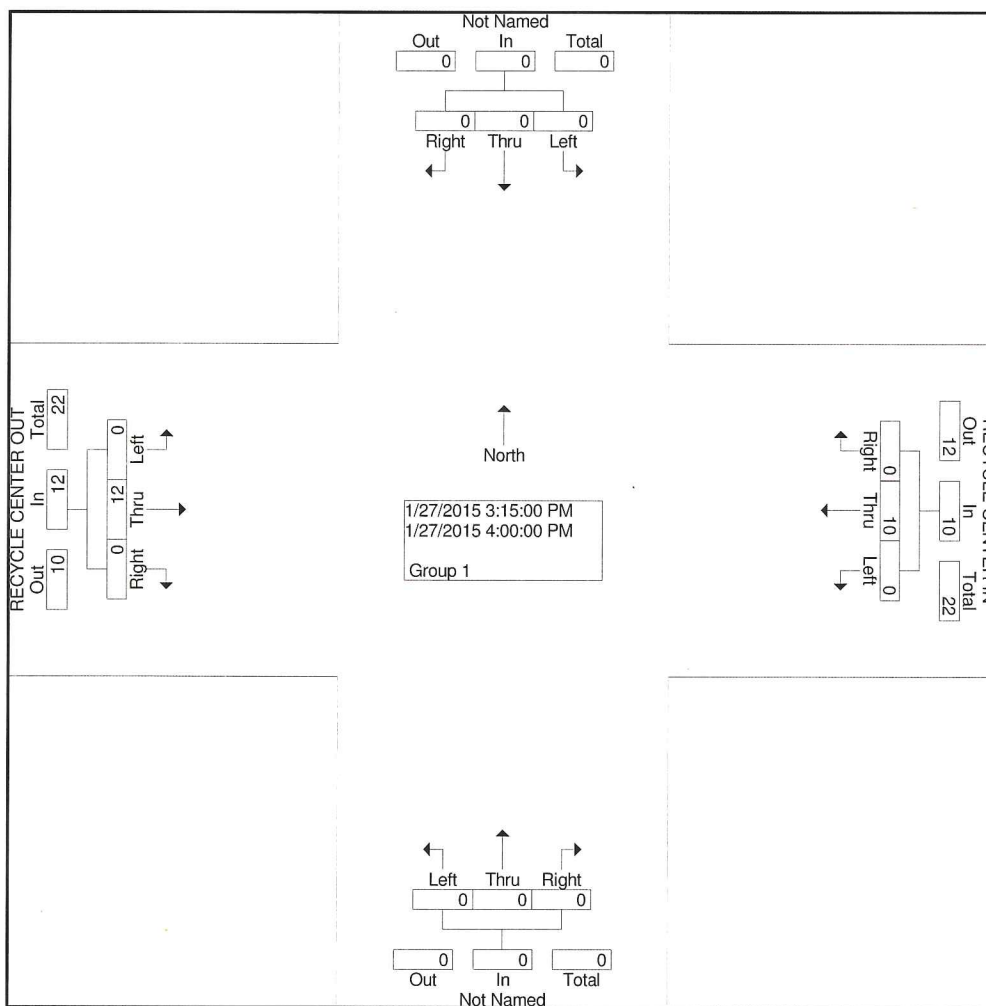 Not Named
Out In Total
0 0 0
0 0 0
Right Thru Left
RECYCLE CENTER OUT
Total In Out
22 12 10
0 12 0
Left Thru Right
North
1/27/2015 3:15:00 PM
1/27/2015 4:00:00 PM
Group 1
Right Thru Left
0 10 0
12 10 22
Out In Total
RECYCLE CENTER IN
Left Thru Right
0 0 0
0 0 0
Out In Total
Not Named